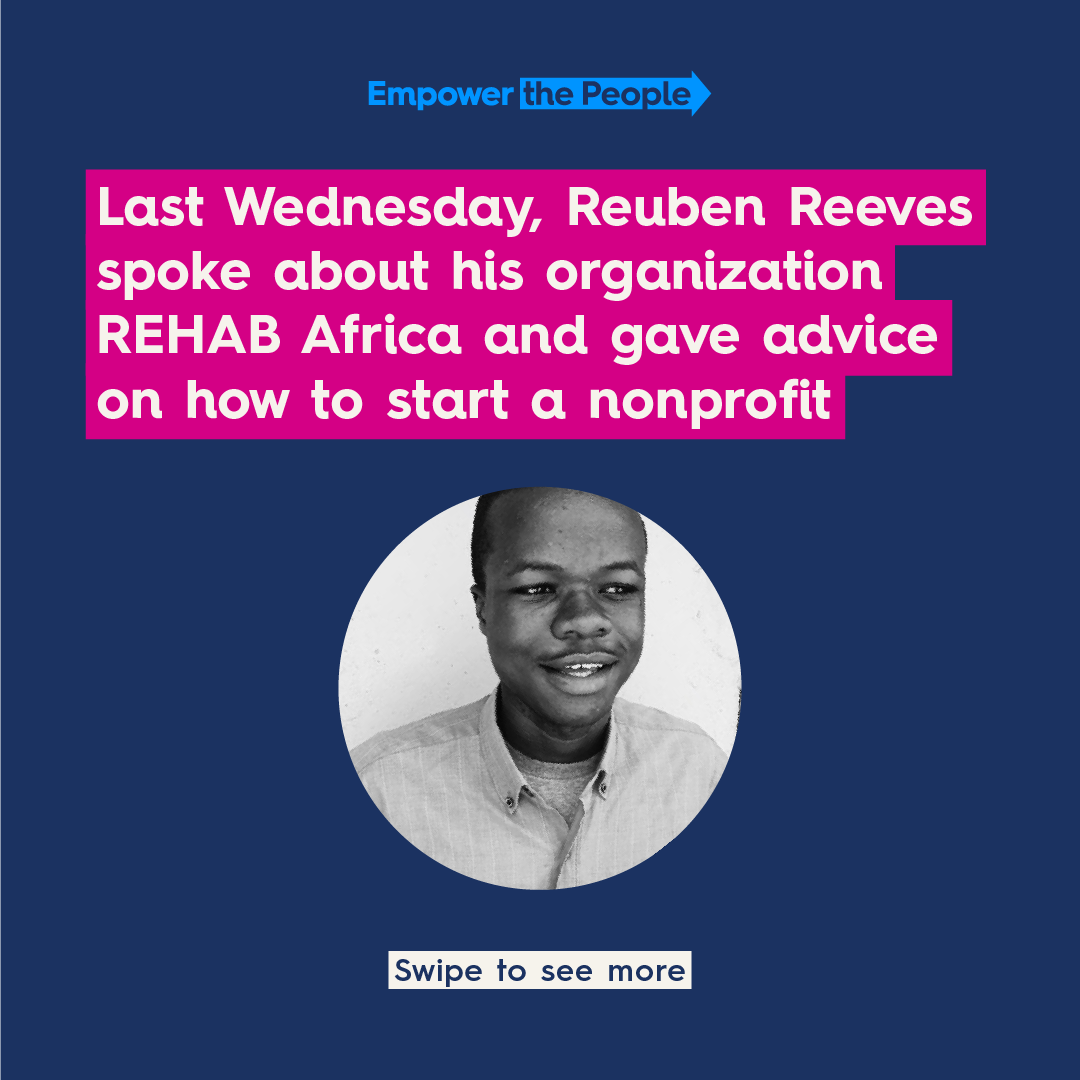 Empower the People
Last Wednesday, Reuben Reeves
spoke about his organization
REHAB Africa and gave advice
on how to start a nonprofit
Swipe to see more